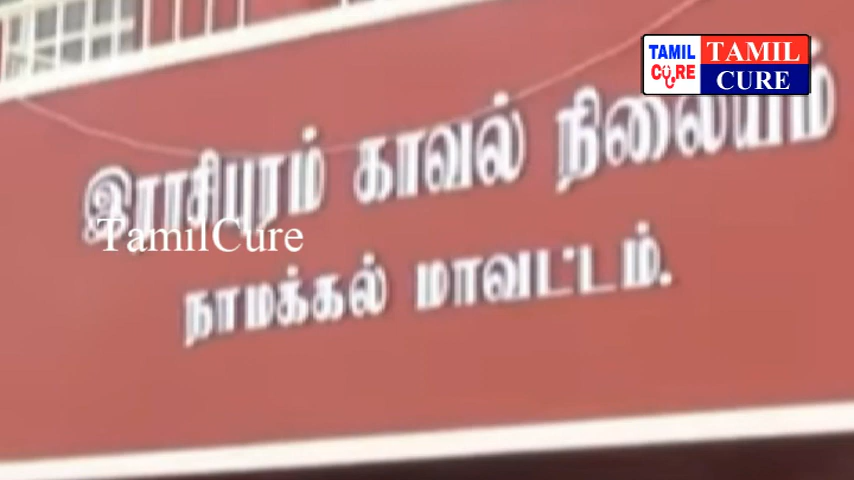 TAMIL TAMIL
CURE CURE
இராசிபுரம் காவல் நிலையம்
TamilCure
நாமக்கல் மாவட்டம்.